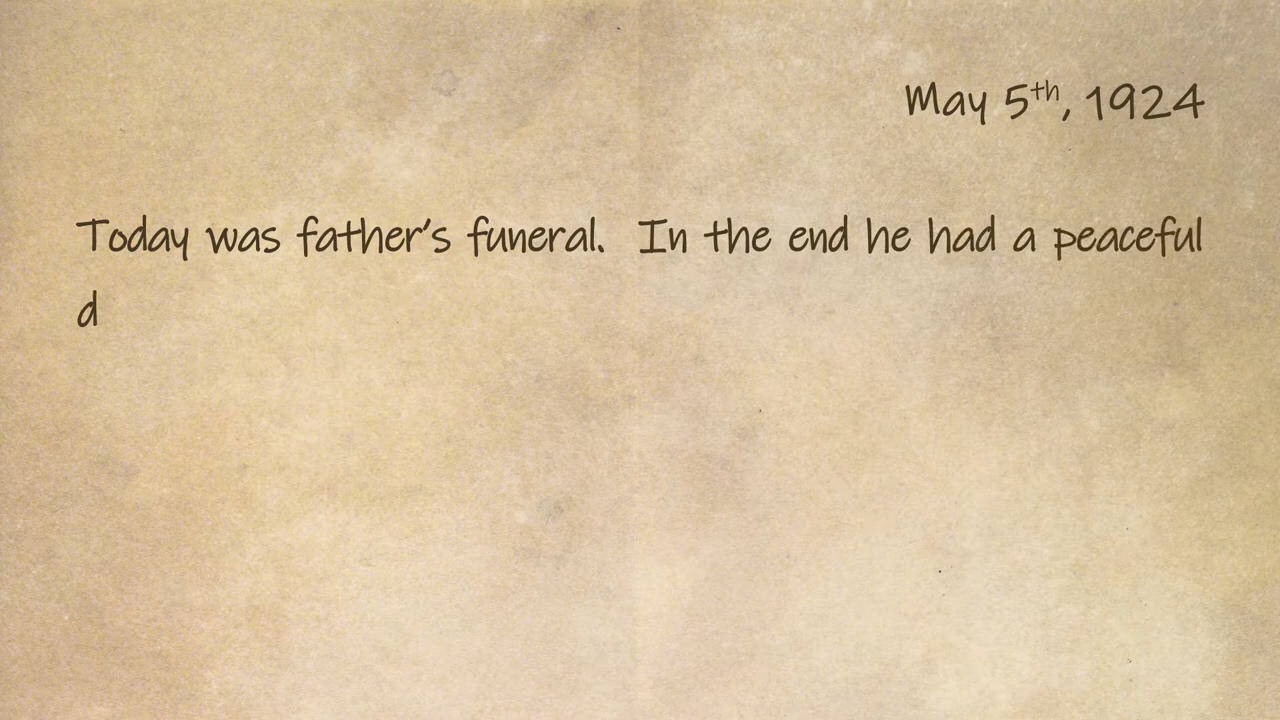 May 5th, 1924
Today was father's funeral. In the end he had a peaceful
d